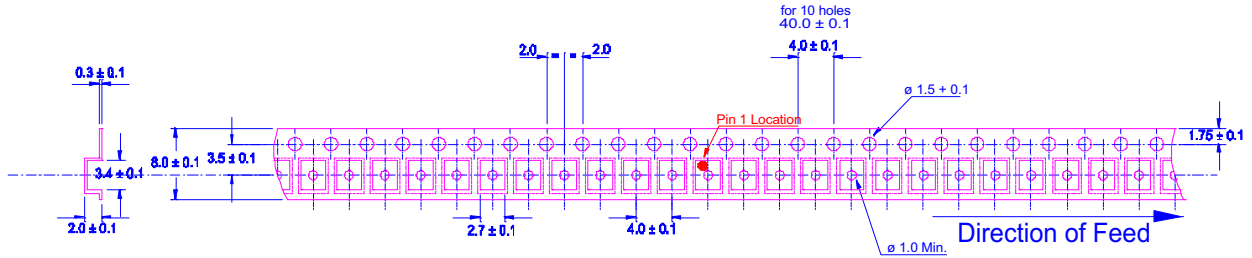 for 10 holes
40.0 ± 0.1
2.0
2.0
4.0 ± 0.1
0.3 ± 0.1
ø 1.5 + 0.1
Pin 1 Location
1.75 ± 0.1
8.0 ± 0.1
3.5 ± 0.1
3.4 ± 0.1
2.0 ± 0.1
2.7 ± 0.1
4.0 ± 0.1
Direction of Feed
ø 1.0 Min.